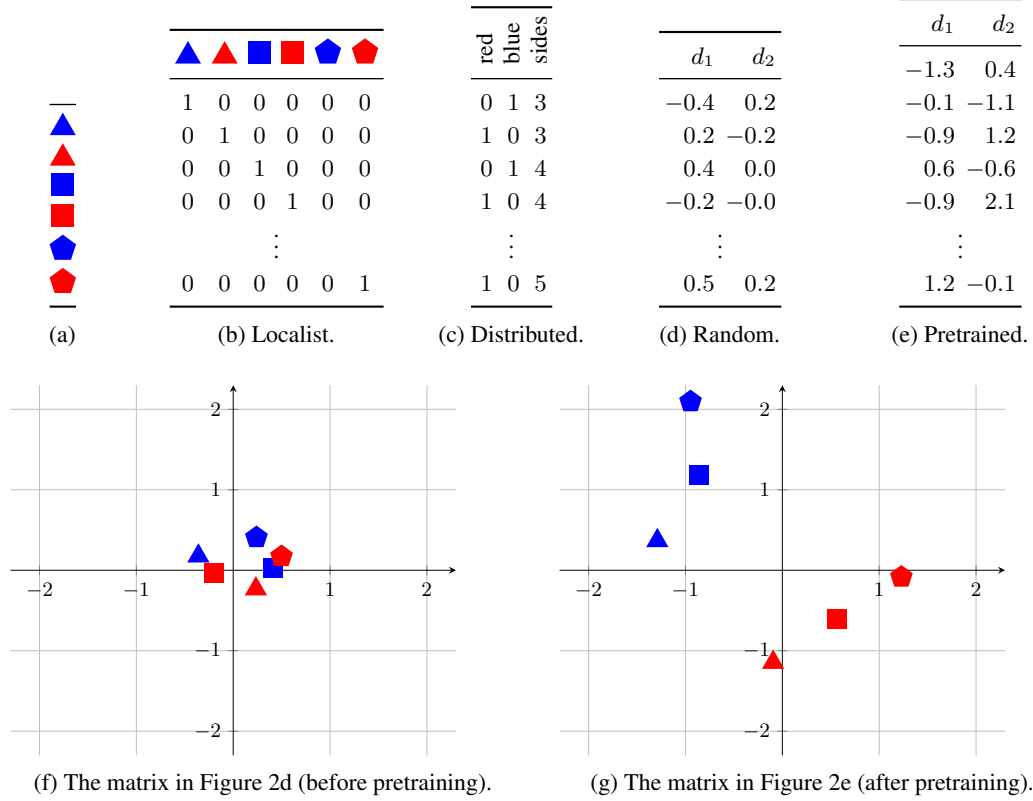 red blue sides
d1 d2
d1 d2
1 0 0 0 0 0
0 1 0 0 0 0
0 0 1 0 0 0
0 0 0 1 0 0
⋮
0 0 0 0 0 1
0 1 3
1 0 3
0 1 4
1 0 4
⋮
1 0 5
−0.4 0.2
0.2 −0.2
0.4 0.0
−0.2 −0.0
⋮
0.5 0.2
−1.3 0.4
−0.1 −1.1
−0.9 1.2
0.6 −0.6
−0.9 2.1
⋮
1.2 −0.1
(a)
(b) Localist.
(c) Distributed.
(d) Random.
(e) Pretrained.
2
1
−2 −1 1 2
−1
−2
2
1
−2 −1 1 2
−1
−2
(f) The matrix in Figure 2d (before pretraining).
(g) The matrix in Figure 2e (after pretraining).